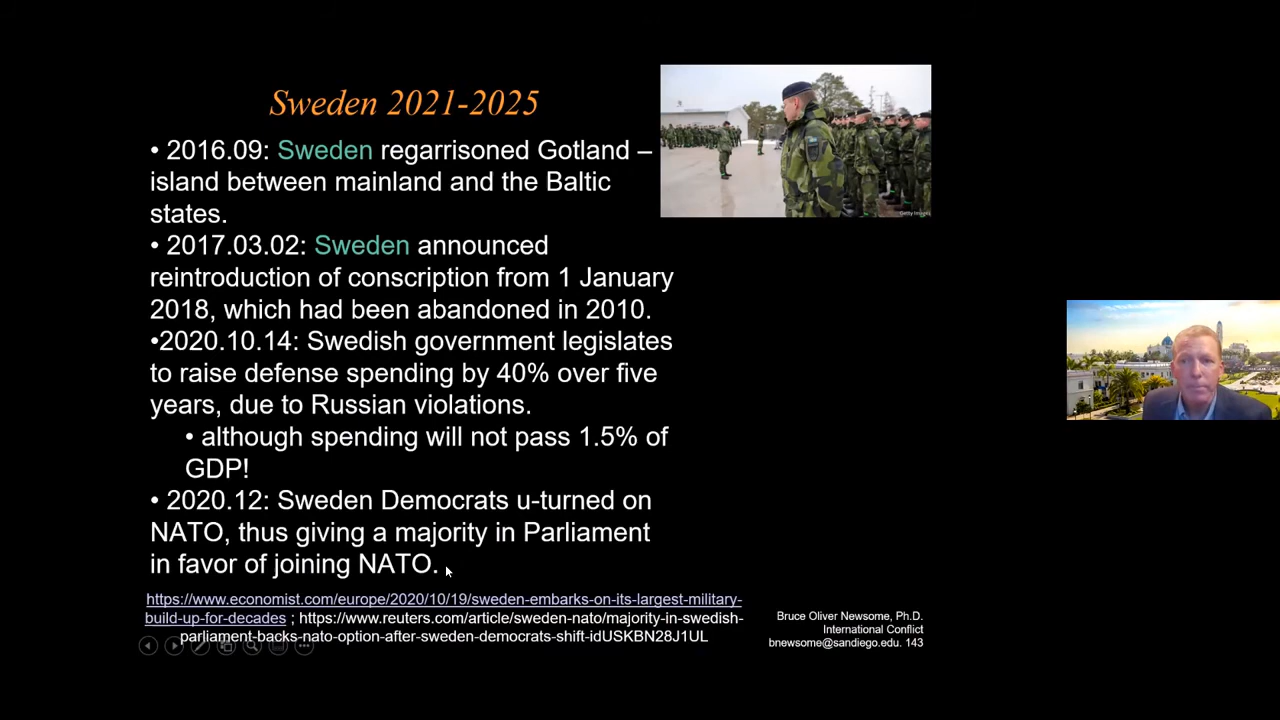 Sweden 2021-2025
• 2016.09: Sweden regarrisoned Gotland –
island between mainland and the Baltic
states.
• 2017.03.02: Sweden announced
reintroduction of conscription from 1 January
2018, which had been abandoned in 2010.
•2020.10.14: Swedish government legislates
to raise defense spending by 40% over five
years, due to Russian violations.
• although spending will not pass 1.5% of
GDP!
• 2020.12: Sweden Democrats u-turned on
NATO, thus giving a majority in Parliament
in favor of joining NATO.
https://www.economist.com/europe/2020/10/19/sweden-embarks-on-its-largest-military-
build-up-for-decades ; https://www.reuters.com/article/sweden-nato/majority-in-swedish-
parliament-backs-nato-option-after-sweden-democrats-shift-idUSKBN28J1UL
Getty Images
Bruce Oliver Newsome, Ph.D.
International Conflict
bnewsome@sandiego.edu. 143